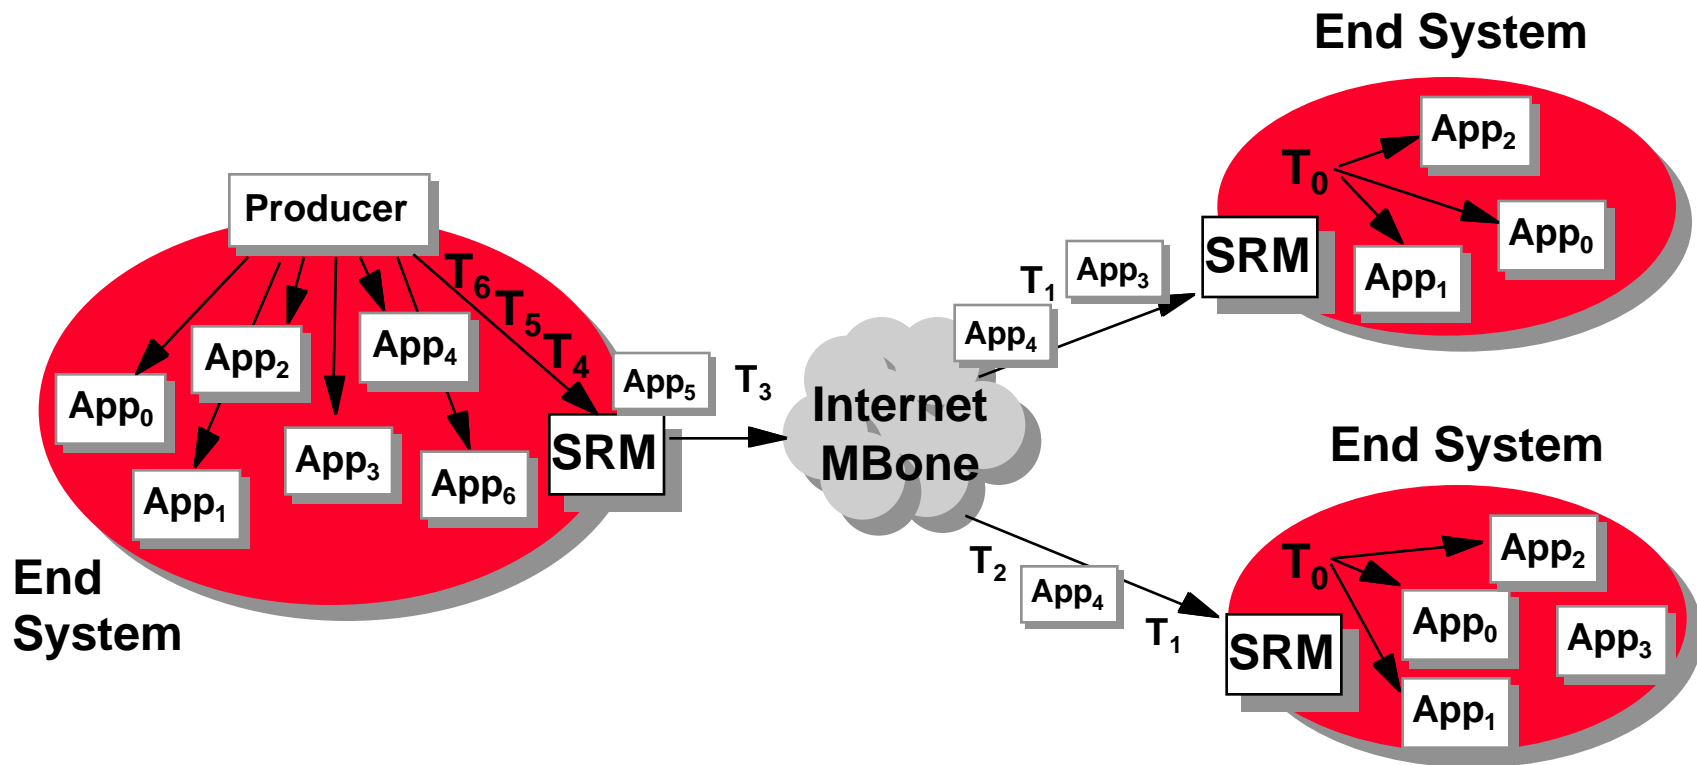 End System
App₂
T₀
App₀
SRM
App₁
Producer
T₆
T₅
T₄
App₄
App₂
App₀
App₃
App₁
App₆
SRM
App₅
T₃
End
System
Internet
MBone
T₁
App₃
App₄
T₂
App₄
T₁
End System
T₀
App₂
App₀
App₃
SRM
App₁